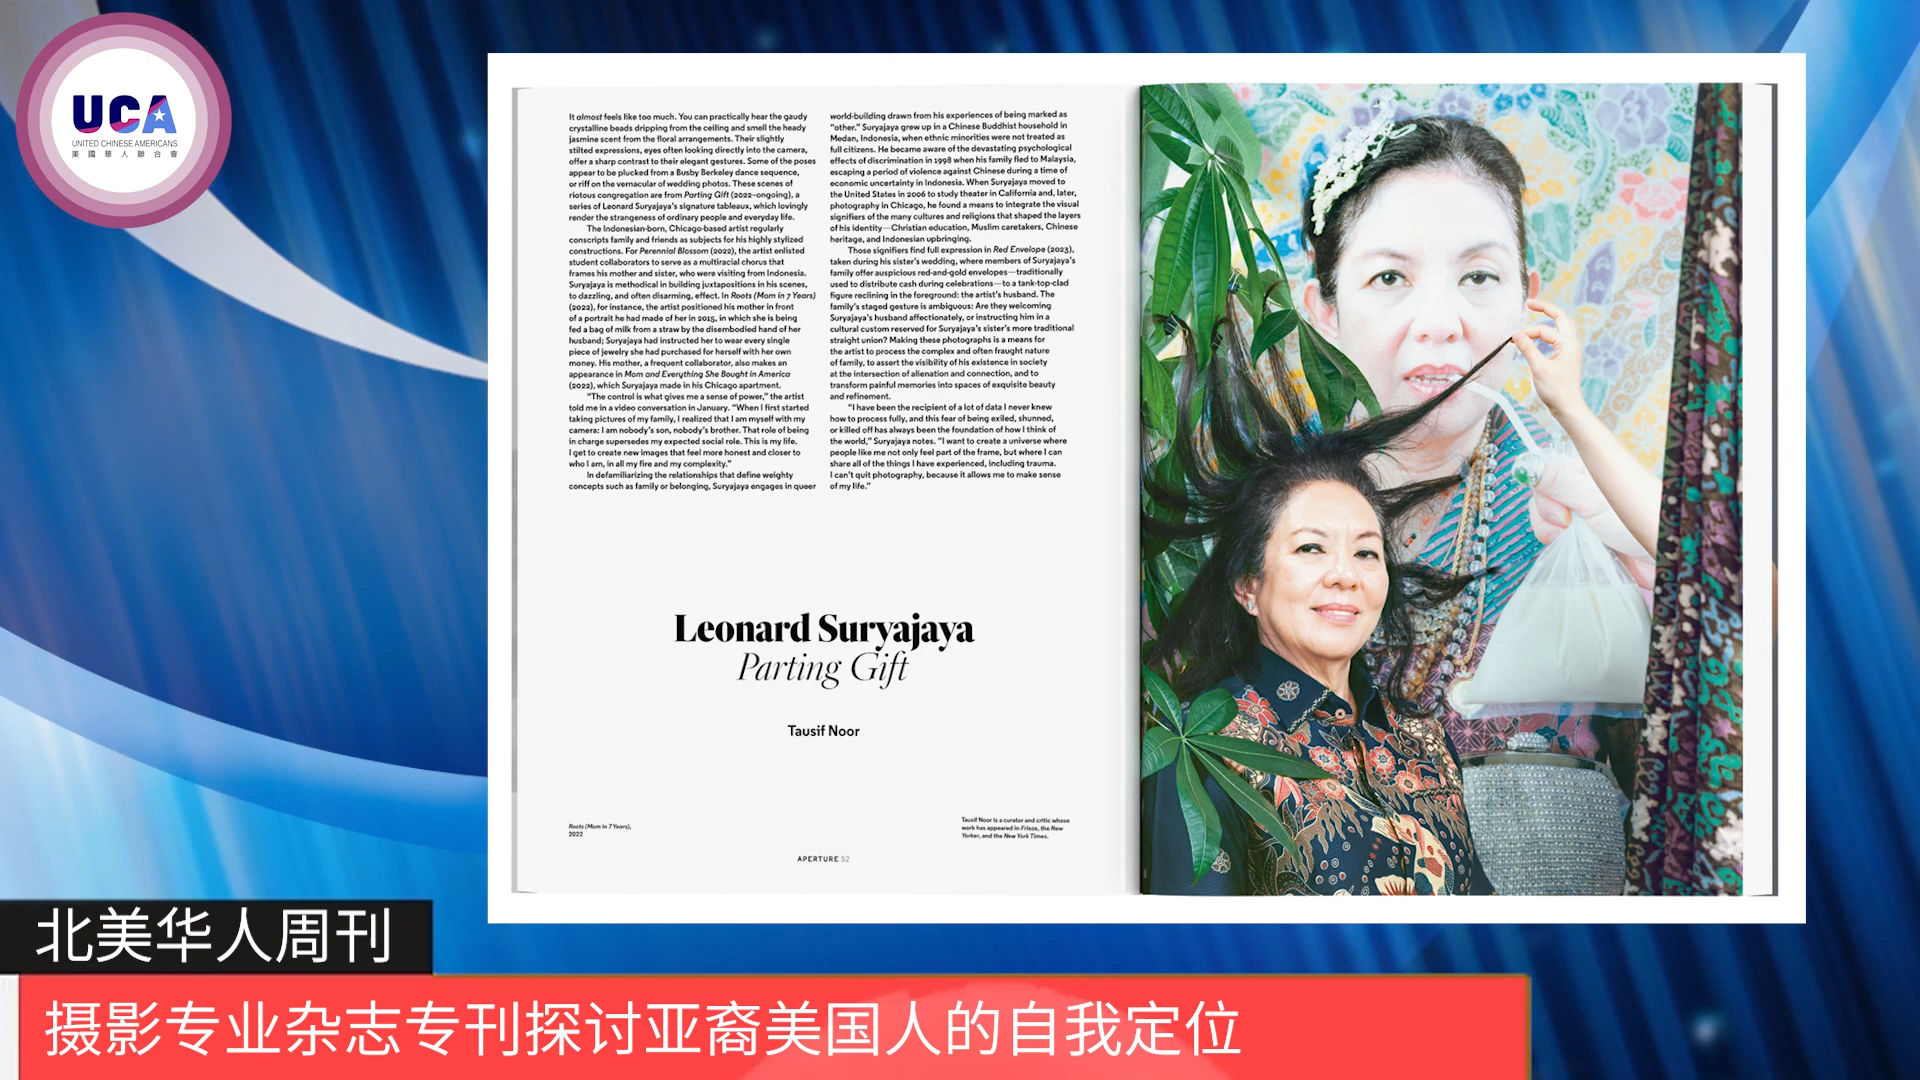 UCA
UNITED CHINESE AMERICANS
美國華人聯合會
It almost feels like too much. You can practically hear the gaudy
crystalline beads dripping from the ceiling and smell the heady
jasmine scent from the floral arrangements. Their slightly
stilted expressions, eyes often looking directly into the camera,
offer a sharp contrast to their elegant gestures. Some of the poses
appear to be plucked from a Busby Berkeley dance sequence,
or riff on the vernacular of wedding photos. These scenes of
riotous congregation are from Parting Gift (2022–ongoing), a
series of Leonard Suryajaya's signature tableaux, which lovingly
render the strangeness of ordinary people and everyday life.
The Indonesian-born, Chicago-based artist regularly
conscripts family and friends as subjects for his highly stylized
constructions. For Perennial Blossom (2022), the artist enlisted
student collaborators to serve as a multiracial chorus that
frames his mother and sister, who were visiting from Indonesia.
Suryajaya is methodical in building juxtapositions in his scenes,
to dazzling, and often disarming, effect. In Roots (Mom in 7 Years)
(2022), for instance, the artist positioned his mother in front
of a portrait he had made of her in 2015, in which she is being
fed a bag of milk from a straw by the disembodied hand of her
husband; Suryajaya had instructed her to wear every single
piece of jewelry she had purchased for herself with her own
money. His mother, a frequent collaborator, also makes an
appearance in Mom and Everything She Bought in America
(2022), which Suryajaya made in his Chicago apartment.
"The control is what gives me a sense of power," the artist
told me in a video conversation in January. "When I first started
taking pictures of my family, I realized that I am myself with my
camera: I am nobody's son, nobody's brother. That role of being
in charge supersedes my expected social role. This is my life.
I get to create new images that feel more honest and closer to
who I am, in all my fire and my complexity."
In defamiliarizing the relationships that define weighty
concepts such as family or belonging, Suryajaya engages in queer
world-building drawn from his experiences of being marked as
"other." Suryajaya grew up in a Chinese Buddhist household in
Medan, Indonesia, when ethnic minorities were not treated as
full citizens. He became aware of the devastating psychological
effects of discrimination in 1998 when his family fled to Malaysia,
escaping a period of violence against Chinese during a time of
economic uncertainty in Indonesia. When Suryajaya moved to
the United States in 2006 to study theater in California and, later,
photography in Chicago, he found a means to integrate the visual
signifiers of the many cultures and religions that shaped the layers
of his identity—Christian education, Muslim caretakers, Chinese
heritage, and Indonesian upbringing.
Those signifiers find full expression in Red Envelope (2023),
taken during his sister's wedding, where members of Suryajaya's
family offer auspicious red-and-gold envelopes—traditionally
used to distribute cash during celebrations—to a tank-top-clad
figure reclining in the foreground: the artist's husband. The
family's staged gesture is ambiguous: Are they welcoming
Suryajaya's husband affectionately, or instructing him in a
cultural custom reserved for Suryajaya's sister's more traditional
straight union? Making these photographs is a means for
the artist to process the complex and often fraught nature
of family, to assert the visibility of his existence in society
at the intersection of alienation and connection, and to
transform painful memories into spaces of exquisite beauty
and refinement.
"I have been the recipient of a lot of data I never knew
how to process fully, and this fear of being exiled, shunned,
or killed off has always been the foundation of how I think of
the world," Suryajaya notes. "I want to create a universe where
people like me not only feel part of the frame, but where I can
share all of the things I have experienced, including trauma.
I can't quit photography, because it allows me to make sense
of my life."
Leonard Suryajaya
Parting Gift
Tausif Noor
Roots (Mom in 7 Years),
2022
Tausif Noor is a curator and critic whose
work has appeared in Frieze, the New
Yorker, and the New York Times.
APERTURE 52
北美华人周刊
摄影专业杂志专刊探讨亚裔美国人的自我定位